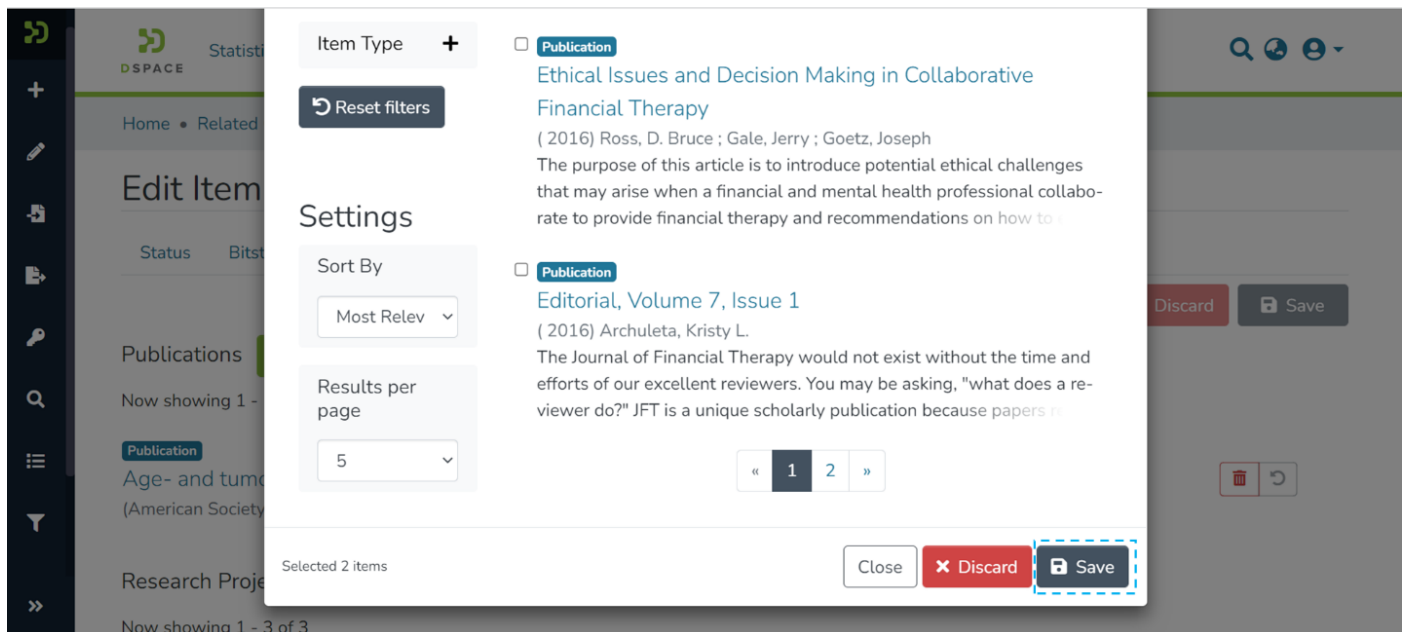 DSPACE
Statisti
Home • Related
Edit Item
Status Bitst
Discard Save
Publications
Now showing 1 -
Publication
Age- and tumo
(American Society
Research Proje
Now showing 1 - 3 of 3
Item Type +
Reset filters
Settings
Sort By
Most Relev
Results per
page
5
Publication
Ethical Issues and Decision Making in Collaborative
Financial Therapy
( 2016) Ross, D. Bruce ; Gale, Jerry ; Goetz, Joseph
The purpose of this article is to introduce potential ethical challenges
that may arise when a financial and mental health professional collabo-
rate to provide financial therapy and recommendations on how to
Publication
Editorial, Volume 7, Issue 1
( 2016) Archuleta, Kristy L.
The Journal of Financial Therapy would not exist without the time and
efforts of our excellent reviewers. You may be asking, "what does a re-
viewer do?" JFT is a unique scholarly publication because papers
« 1 2 »
Selected 2 items
Close Discard Save